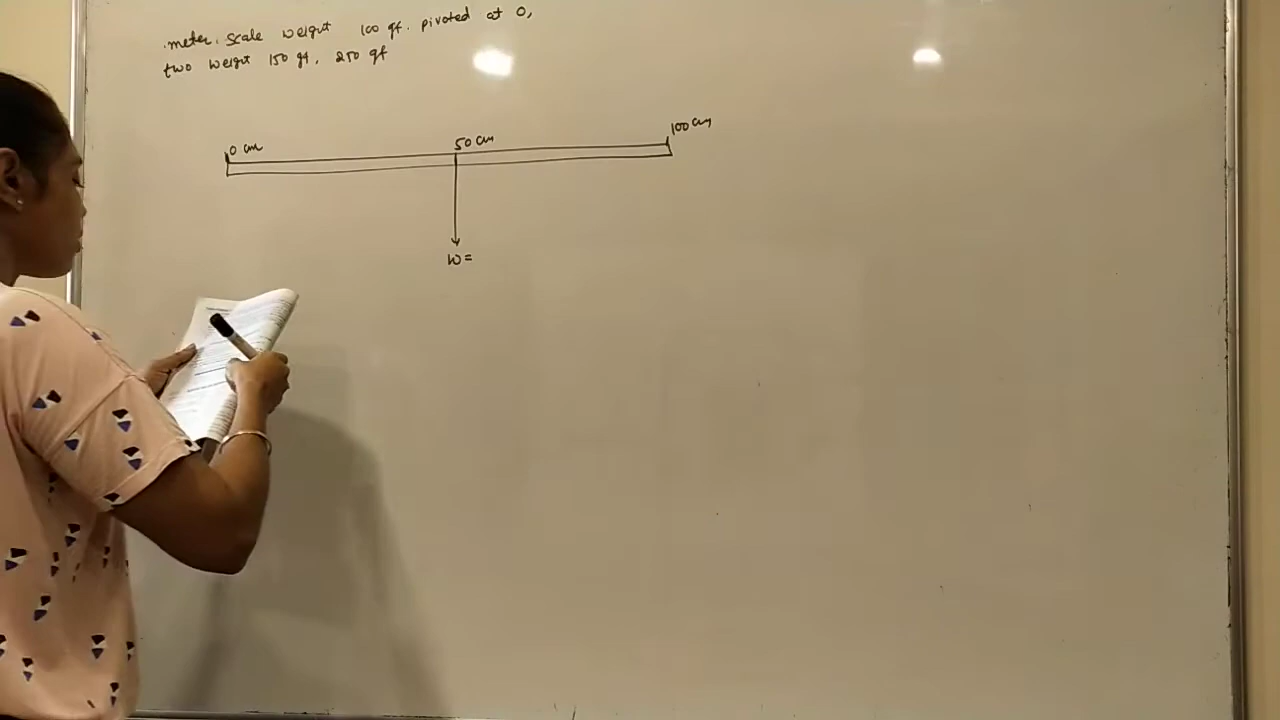 meter scale weight 100 gf. pivoted at 0,
two weight 150 gf, 250 gf
0 cm 50 cm 100 cm
W =